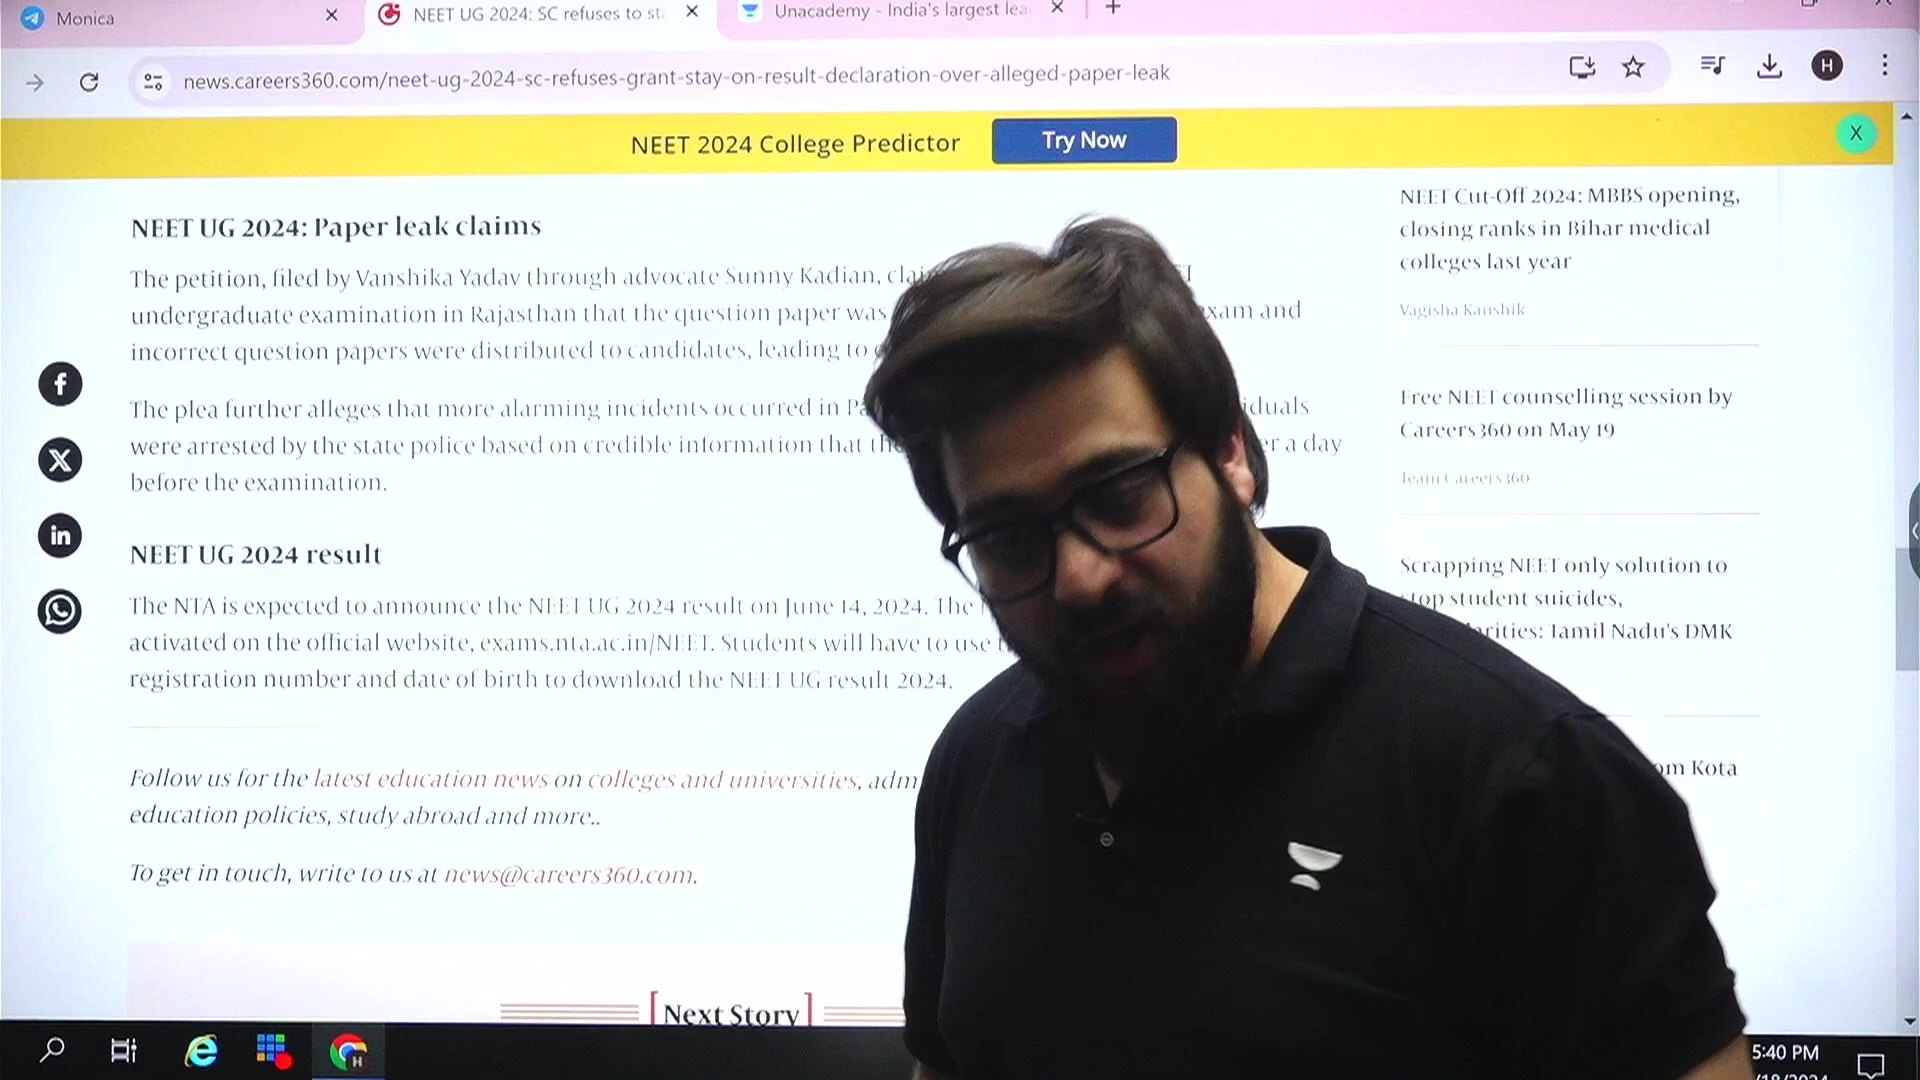 Monica
NEET UG 2024: SC refuses to st
Unacademy - India's largest lea
news.careers360.com/neet-ug-2024-sc-refuses-grant-stay-on-result-declaration-over-alleged-paper-leak
H
NEET 2024 College Predictor
Try Now
X
NEET UG 2024: Paper leak claims
The petition, filed by Vanshika Yadav through advocate Sunny Kadian,
undergraduate examination in Rajasthan that the question paper was exam and
incorrect question papers were distributed to candidates, leading to
The plea further alleges that more alarming incidents occurred in
were arrested by the state police based on credible information that a day
before the examination.
NEET UG 2024 result
The NTA is expected to announce the NEET UG 2024 result on June 14, 2024. The
activated on the official website, exams.nta.ac.in/NEET. Students will have to use
registration number and date of birth to download the NEET UG result 2024.
Follow us for the latest education news on colleges and universities,
education policies, study abroad and more..
To get in touch, write to us at news@careers360.com.
Next Story
NEET Cut-Off 2024: MBBS opening,
closing ranks in Bihar medical
colleges last year
Vagisha Kaushik
Free NEET counselling session by
Careers360 on May 19
Team Careers360
Scrapping NEET only solution to
stop student suicides,
Tamil Nadu's DMK
Kota
5:40 PM